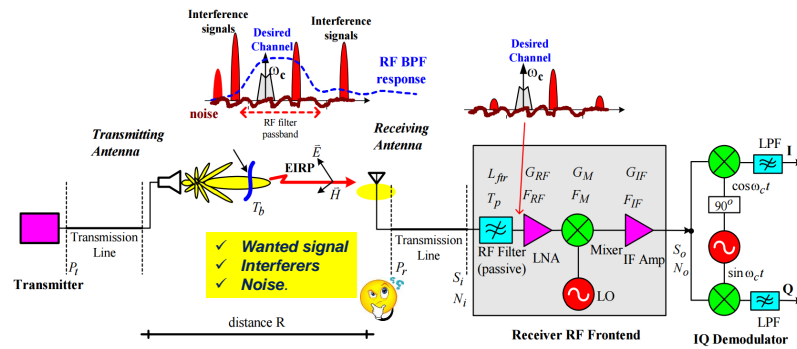 Interference
signals
Desired
Channel
ωc
Interference
signals
RF BPF
response
noise
RF filter
passband
Desired
Channel
ωc
Transmitting
Antenna
Receiving
Antenna
EIRP
E⃗
H⃗
Tb
Transmission
Line
Pt
Transmitter
✓ Wanted signal
✓ Interferers
✓ Noise.
distance R
Transmission
Line
Pr
??
Si
Ni
Lftr
Tp
GRF
FRF
GM
FM
GIF
FIF
RF Filter
(passive)
LNA
Mixer
IF Amp
LO
Receiver RF Frontend
So
No
LPF
I
cosωct
90o
sinωct
LPF
Q
IQ Demodulator